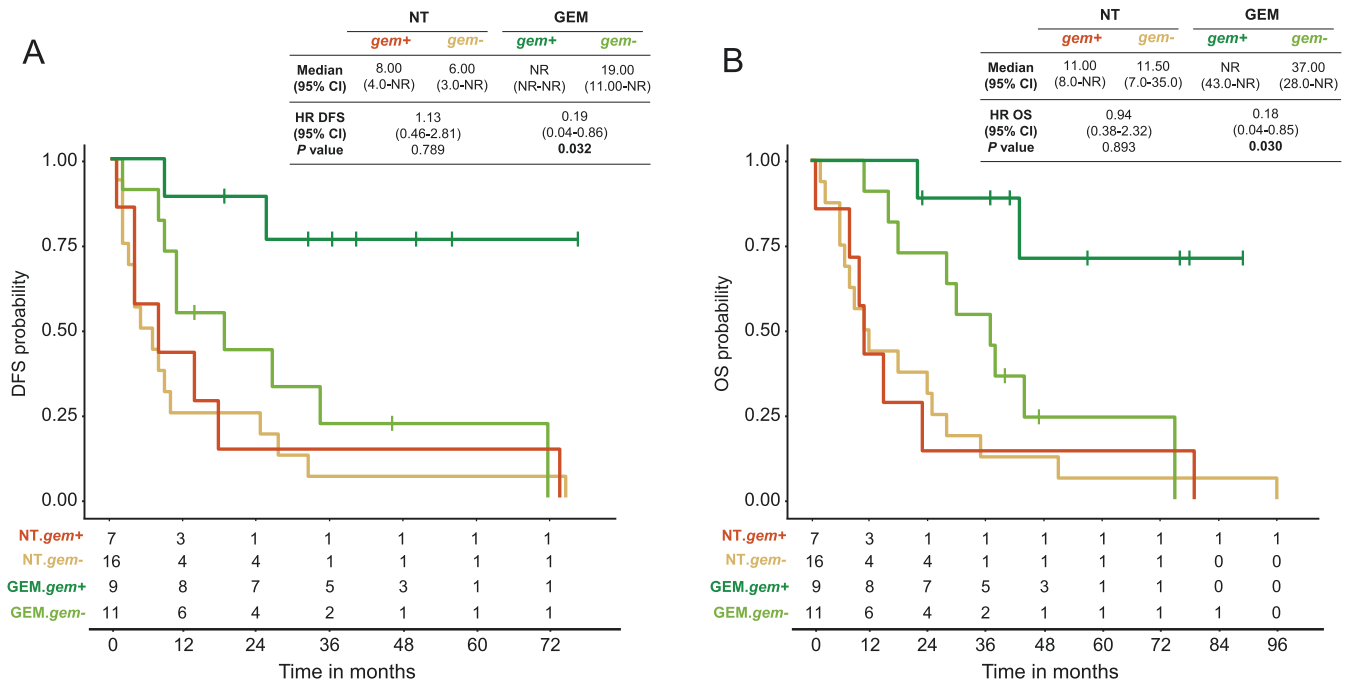 A
NT GEM
gem+ gem- gem+ gem-
Median 8.00 6.00 NR 19.00
(95% CI) (4.0-NR) (3.0-NR) (NR-NR) (11.00-NR)
HR DFS 1.13 0.19
(95% CI) (0.46-2.81) (0.04-0.86)
P value 0.789 0.032
1.00
0.75
0.50
0.25
0.00
DFS probability
NT.gem+ 7 3 1 1 1 1 1
NT.gem- 16 4 4 1 1 1 1
GEM.gem+ 9 8 7 5 3 1 1
GEM.gem- 11 6 4 2 1 1 1
0 12 24 36 48 60 72
Time in months
B
NT GEM
gem+ gem- gem+ gem-
Median 11.00 11.50 NR 37.00
(95% CI) (8.0-NR) (7.0-35.0) (43.0-NR) (28.0-NR)
HR OS 0.94 0.18
(95% CI) (0.38-2.32) (0.04-0.85)
P value 0.893 0.030
1.00
0.75
0.50
0.25
0.00
OS probability
NT.gem+ 7 3 1 1 1 1 1 1 1
NT.gem- 16 4 4 1 1 1 1 0 0
GEM.gem+ 9 8 7 5 3 1 1 0 0
GEM.gem- 11 6 4 2 1 1 1 1 0
0 12 24 36 48 60 72 84 96
Time in months